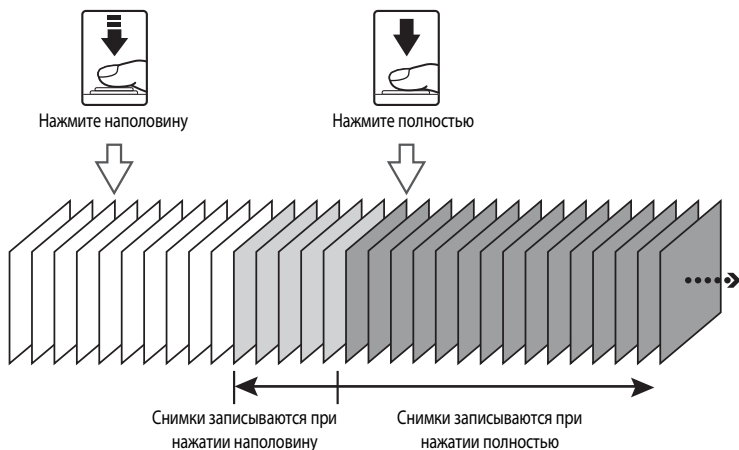 Нажмите наполовину
Нажмите полностью
Снимки записываются при
нажатии наполовину
Снимки записываются при
нажатии полностью